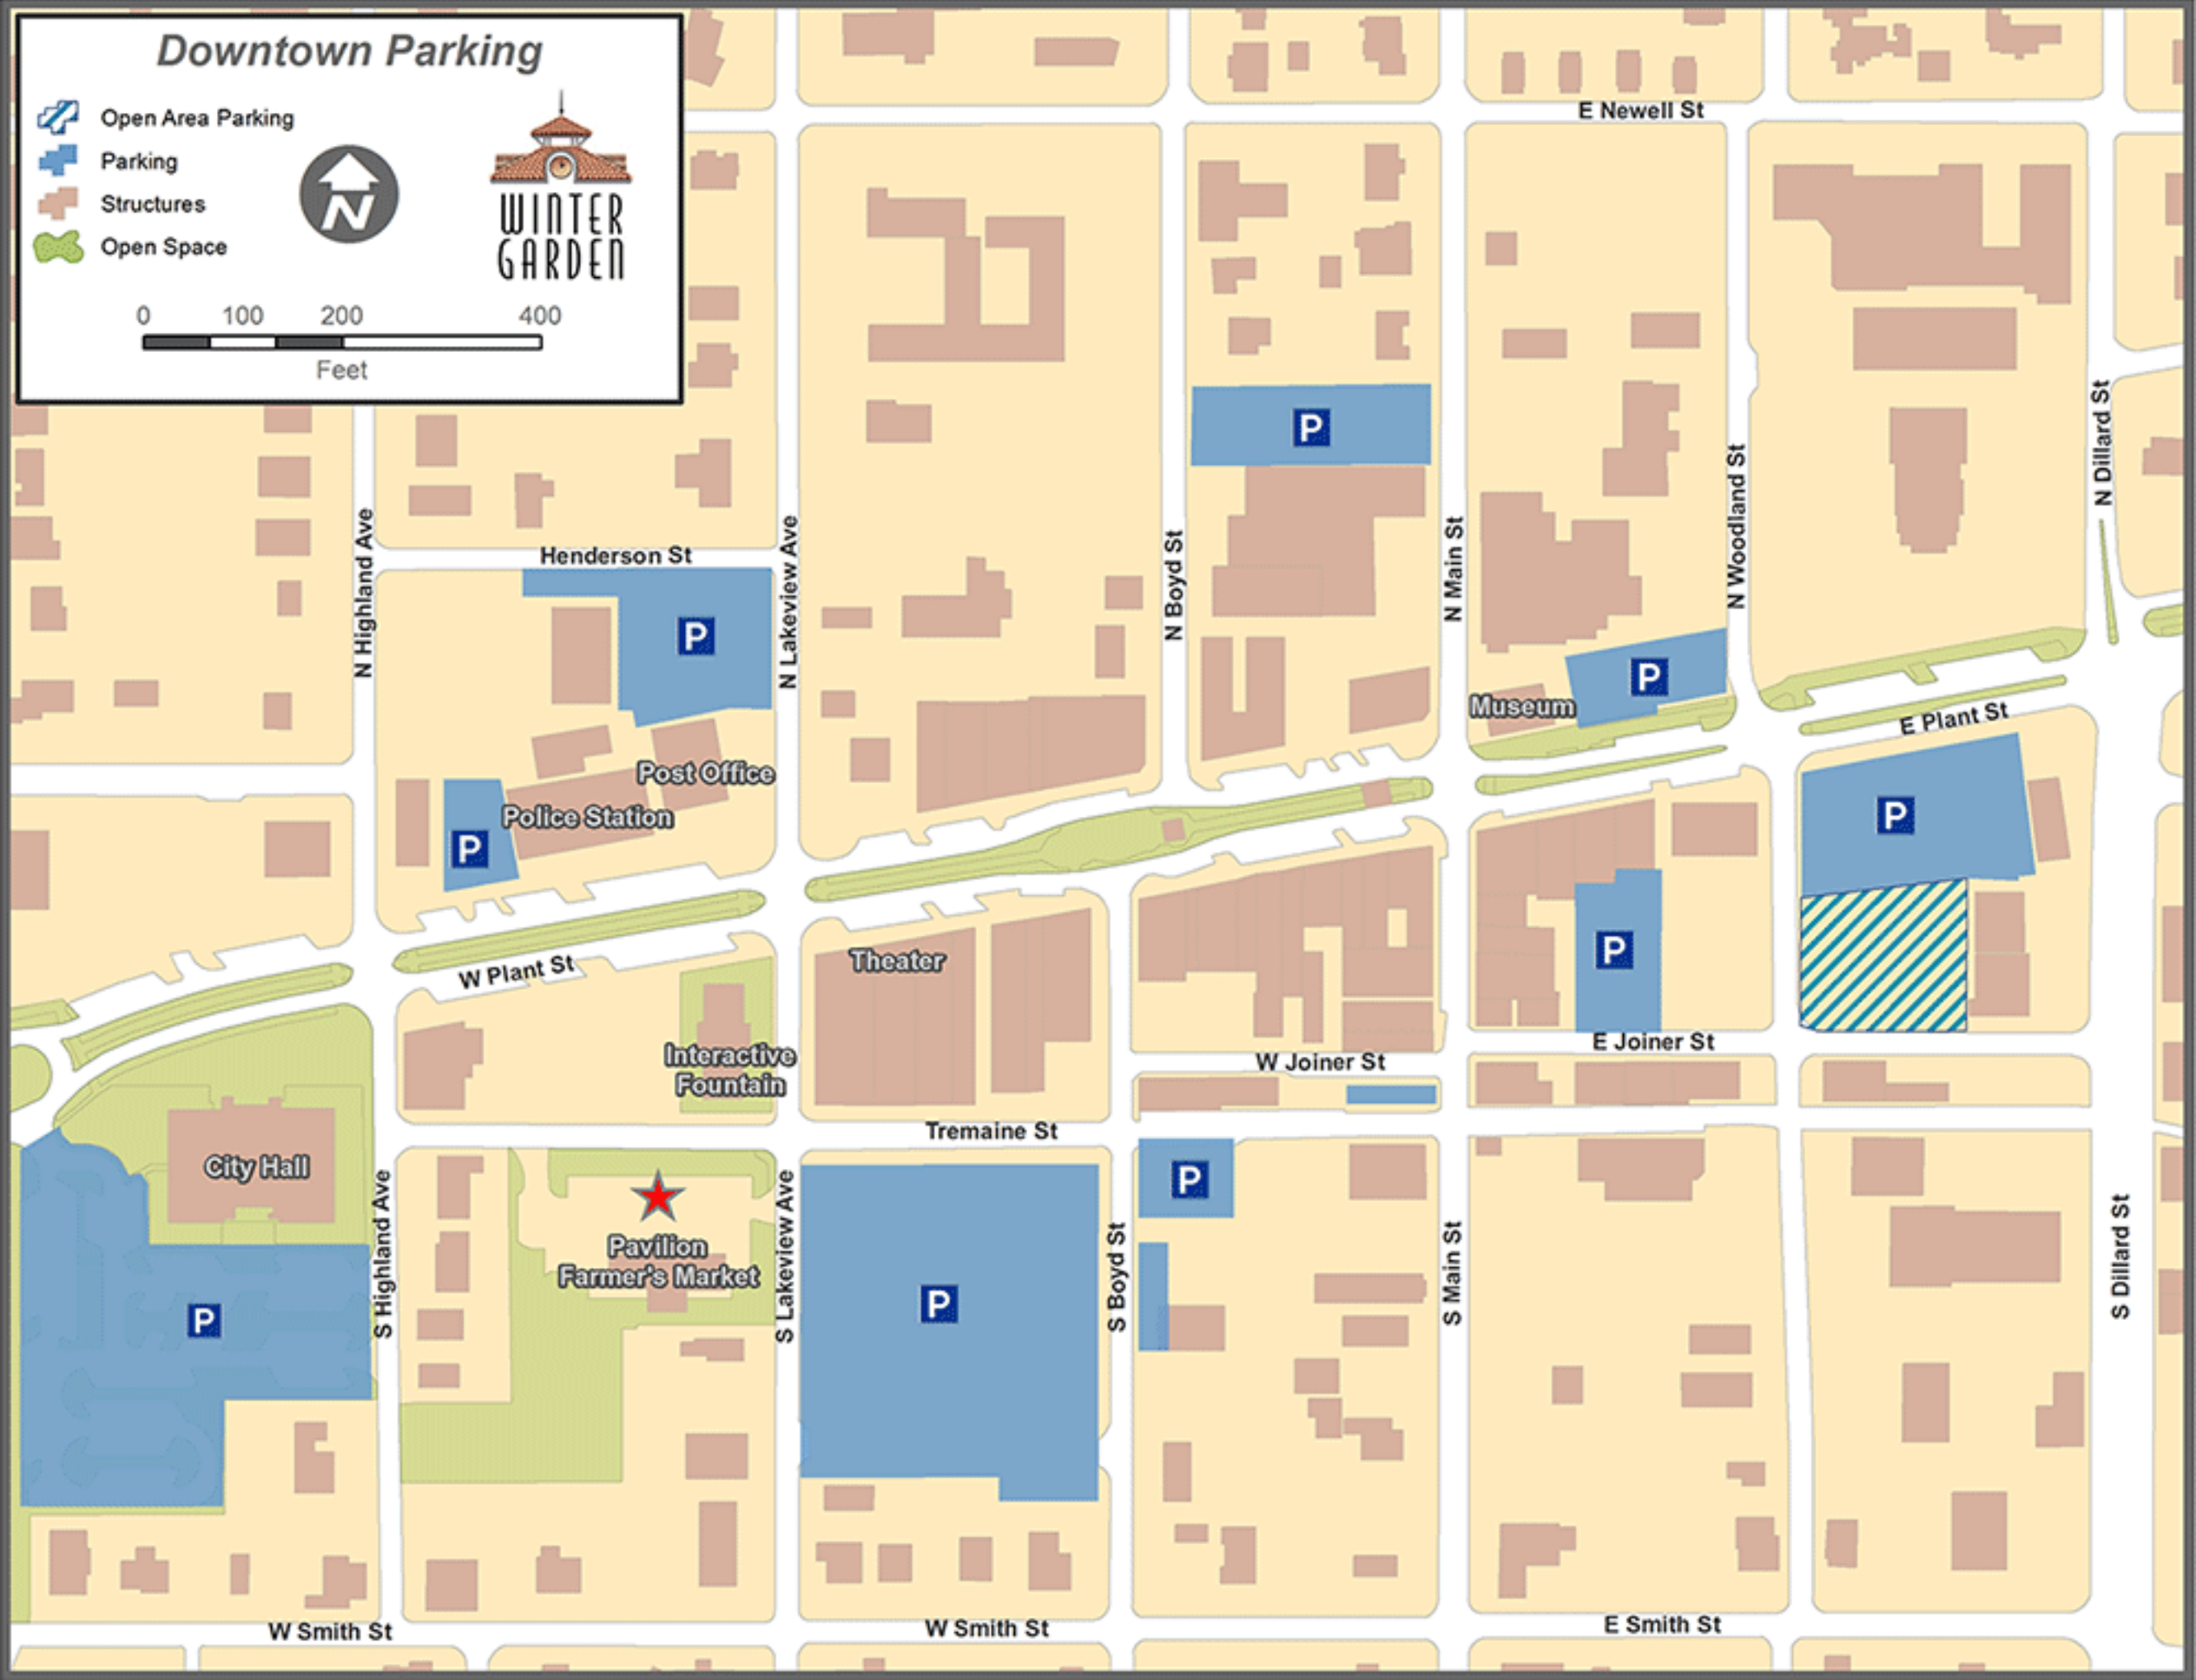 Downtown Parking
Open Area Parking
Parking
Structures
Open Space
N
WINTER
GARDEN
0 100 200 400
Feet
E Newell St
N Highland Ave
Henderson St
N Lakeview Ave
N Boyd St
N Main St
N Woodland St
N Dillard St
P
P
P
Museum
E Plant St
Post Office
Police Station
P
P
W Plant St
Theater
P
Interactive
Fountain
W Joiner St
E Joiner St
Tremaine St
City Hall
P
S Highland Ave
Pavilion
Farmer's Market
S Lakeview Ave
S Boyd St
S Main St
S Dillard St
P
P
W Smith St
W Smith St
E Smith St